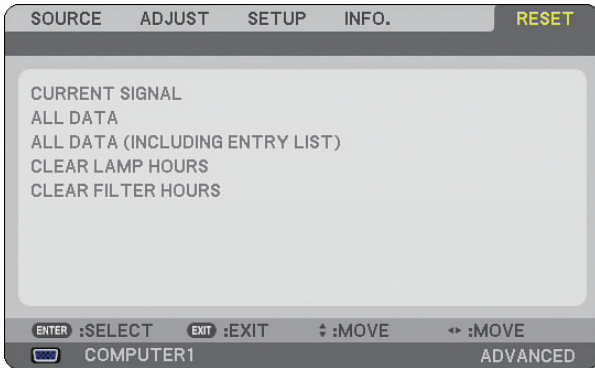 SOURCE ADJUST SETUP INFO. RESET
CURRENT SIGNAL
ALL DATA
ALL DATA (INCLUDING ENTRY LIST)
CLEAR LAMP HOURS
CLEAR FILTER HOURS
ENTER :SELECT EXIT :EXIT :MOVE :MOVE
COMPUTER1 ADVANCED